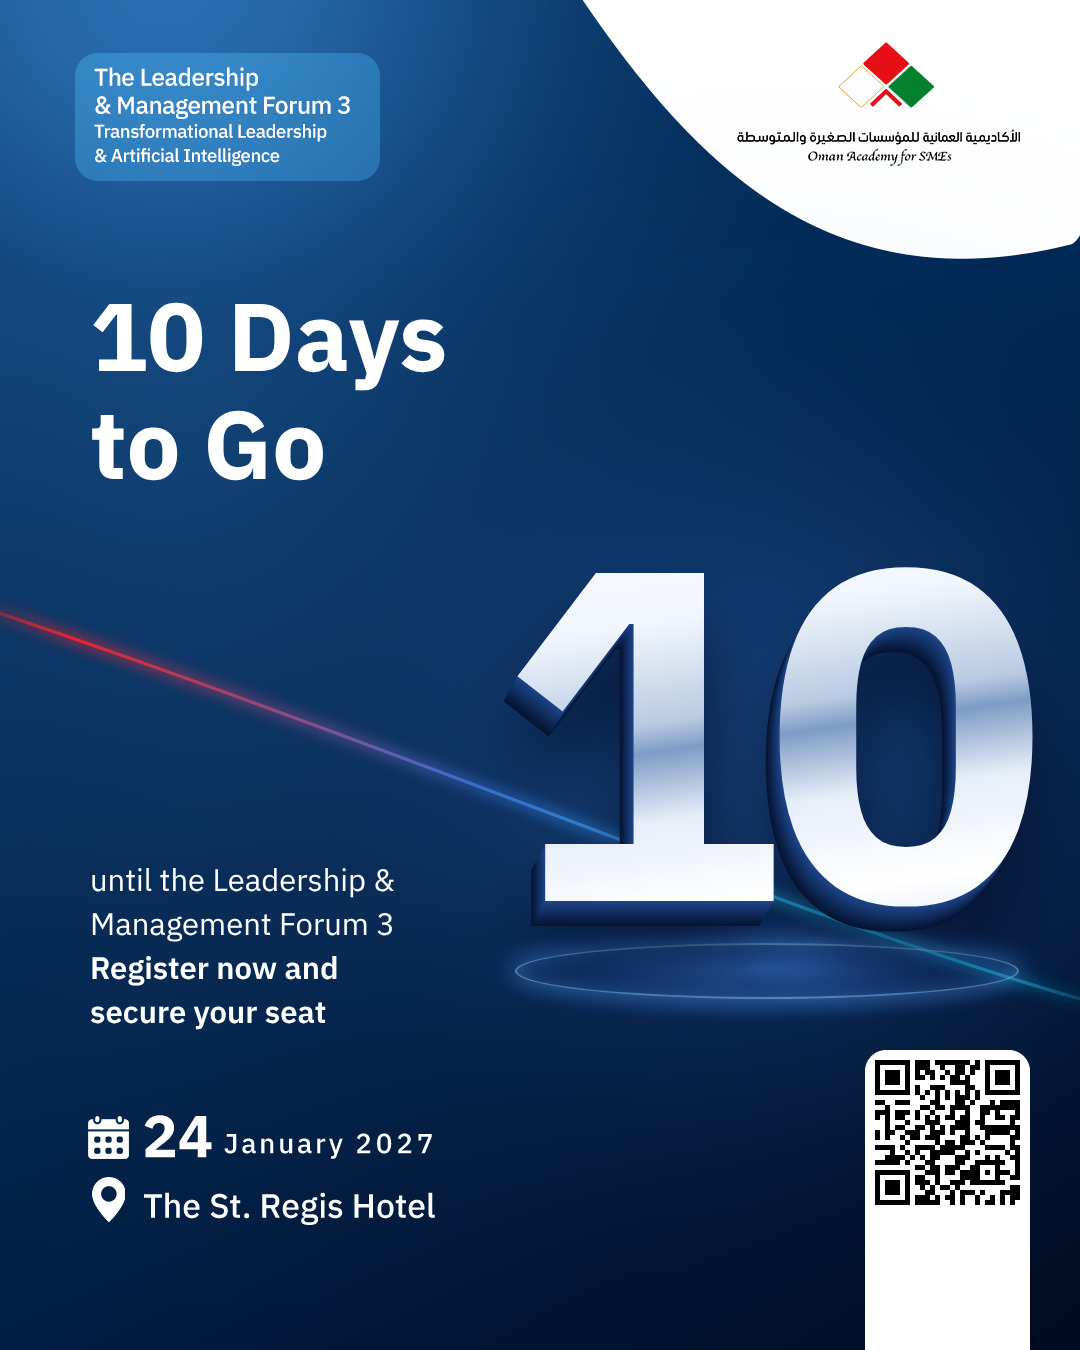 The Leadership
& Management Forum 3
Transformational Leadership
& Artificial Intelligence
الأكاديمية العمانية للمؤسسات الصغيرة والمتوسطة
Oman Academy for SMEs
10 Days
to Go
10
until the Leadership &
Management Forum 3
Register now and
secure your seat
24 January 2027
The St. Regis Hotel